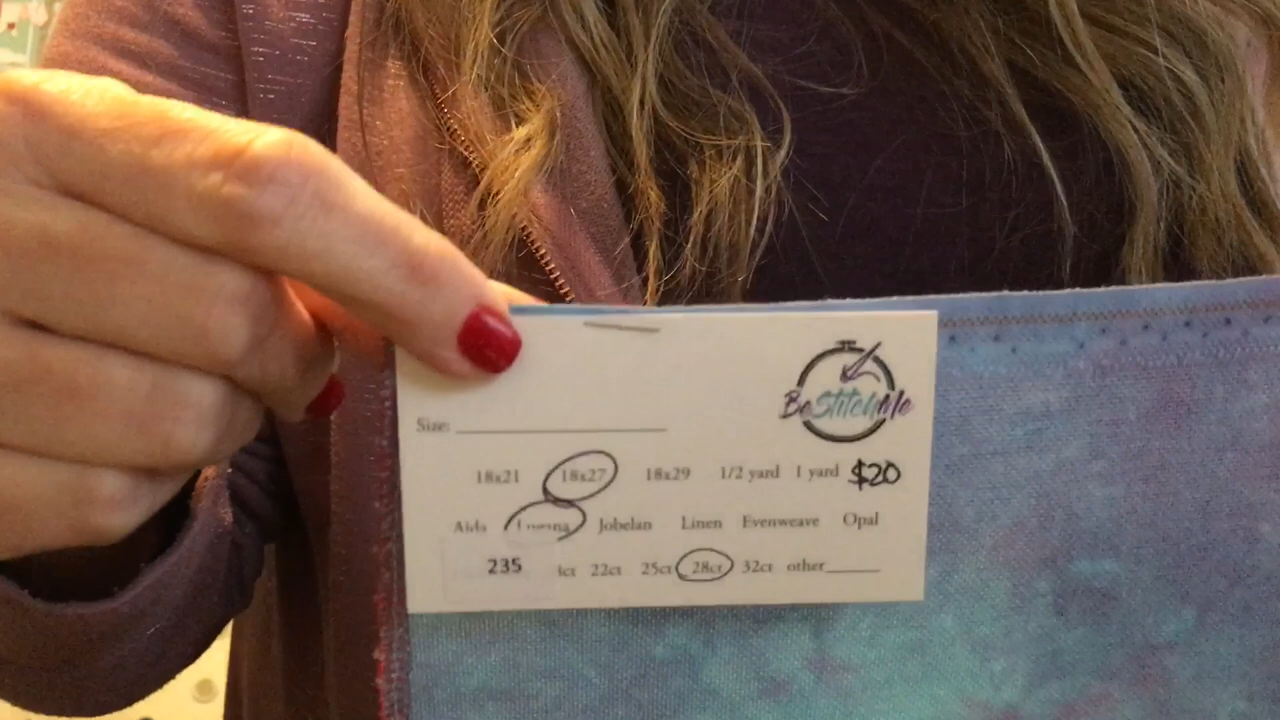 BeStitchMe
Size:
18x21 18x27 18x29 1/2 yard 1 yard $20
Aida Lugana Jobelan Linen Evenweave Opal
235 22ct 25ct 28ct 32ct other